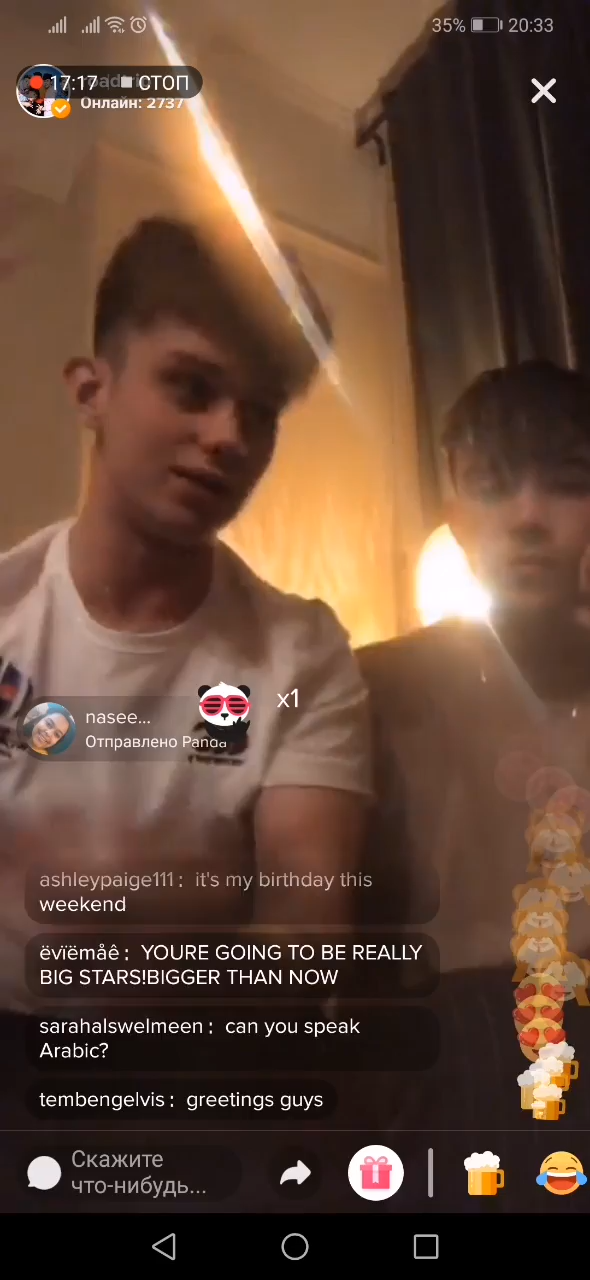 35% 20:33
17:17 СТОП
Онлайн: 2737
nasee...
x1
Отправлено Panda
ashleypaige111 : it's my birthday this
weekend
ëvïëmåê : YOURE GOING TO BE REALLY
BIG STARS!BIGGER THAN NOW
sarahalswelmeen : can you speak
Arabic?
tembengelvis : greetings guys
Скажите
что-нибудь...